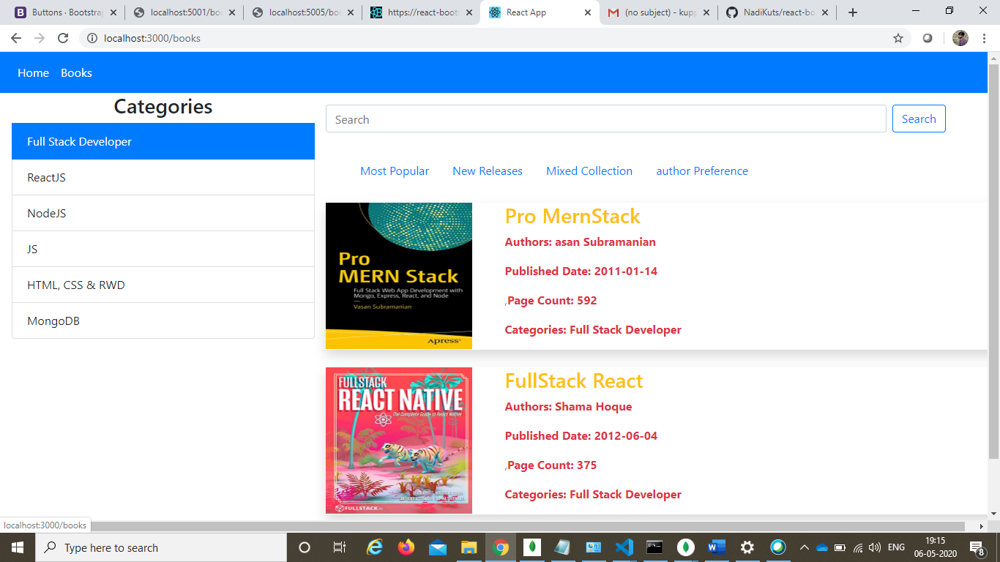 Buttons · Bootstrap
localhost:5001/boo
localhost:5005/boo
https://react-boots
React App
(no subject) - kupp
NadiKuts/react-bo
localhost:3000/books
Home Books
Categories
Full Stack Developer
ReactJS
NodeJS
JS
HTML, CSS & RWD
MongoDB
Search
Search
Most Popular New Releases Mixed Collection author Preference
Pro
MERN Stack
Full Stack Web App Development with
Mongo, Express, React, and Node
Vasan Subramanian
Apress®
Pro MernStack
Authors: asan Subramanian
Published Date: 2011-01-14
,Page Count: 592
Categories: Full Stack Developer
FULLSTACK
REACT NATIVE
The Complete Guide to React Native
FULLSTACK.io
FullStack React
Authors: Shama Hoque
Published Date: 2012-06-04
,Page Count: 375
Categories: Full Stack Developer
localhost:3000/books
Type here to search
ENG
19:15
06-05-2020
8